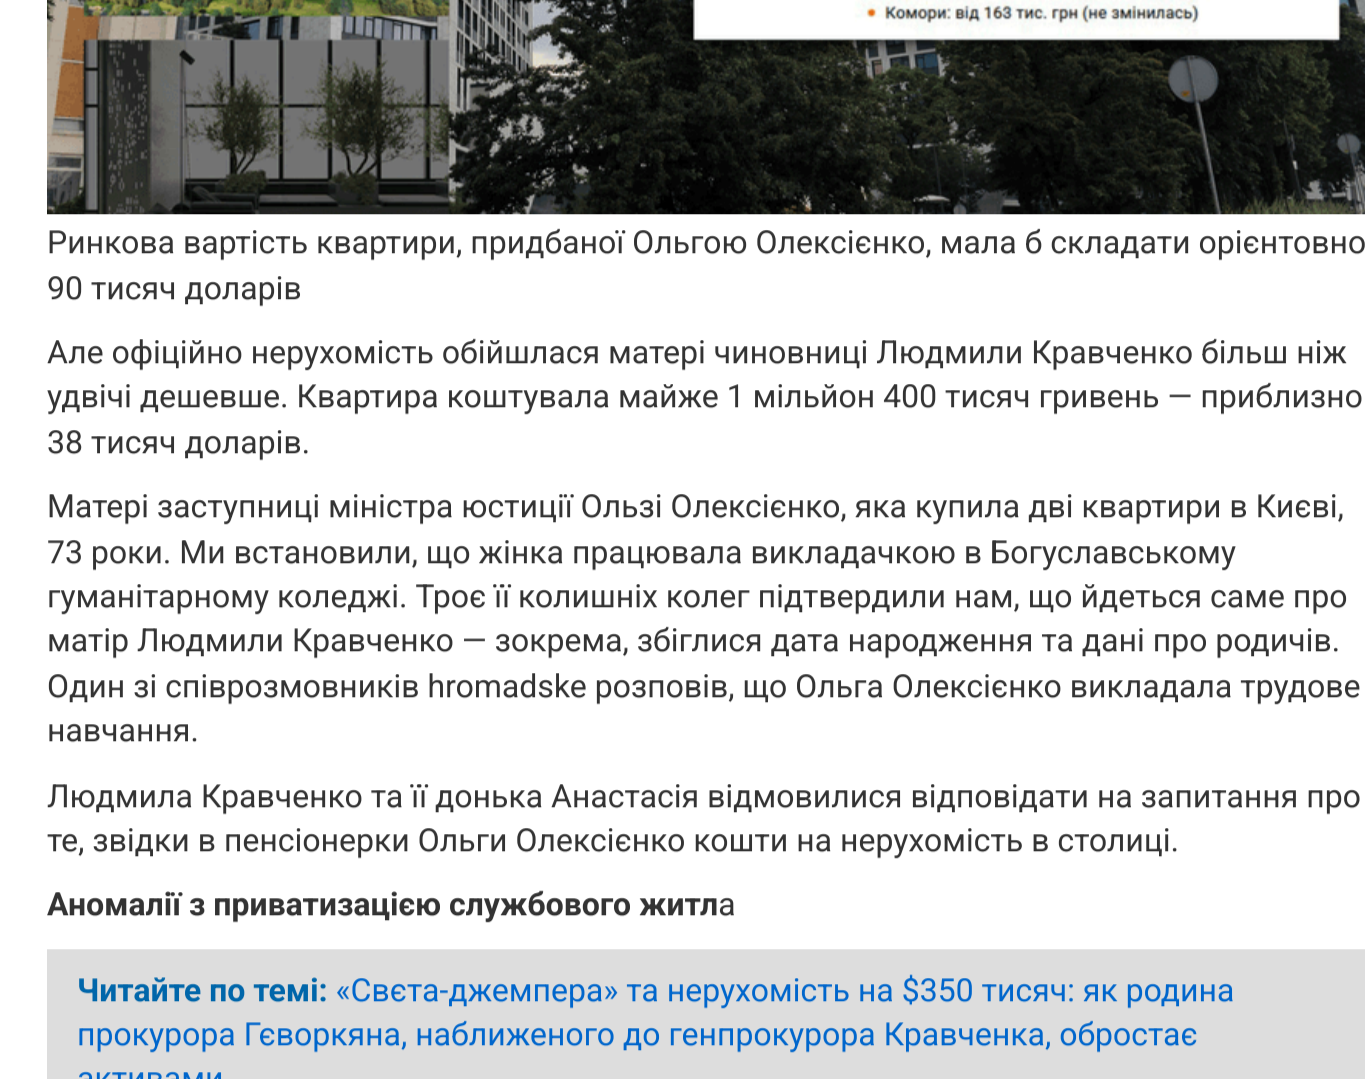 Комори: від 163 тис. грн (не змінилась)
Ринкова вартість квартири, придбаної Ольгою Олексієнко, мала б складати орієнтовно
90 тисяч доларів
Але офіційно нерухомість обійшлася матері чиновниці Людмили Кравченко більш ніж
удвічі дешевше. Квартира коштувала майже 1 мільйон 400 тисяч гривень — приблизно
38 тисяч доларів.
Матері заступниці міністра юстиції Ользі Олексієнко, яка купила дві квартири в Києві,
73 роки. Ми встановили, що жінка працювала викладачкою в Богуславському
гуманітарному коледжі. Троє її колишніх колег підтвердили нам, що йдеться саме про
матір Людмили Кравченко — зокрема, збіглися дата народження та дані про родичів.
Один зі співрозмовників hromadske розповів, що Ольга Олексієнко викладала трудове
навчання.
Людмила Кравченко та її донька Анастасія відмовилися відповідати на запитання про
те, звідки в пенсіонерки Ольги Олексієнко кошти на нерухомість в столиці.
Аномалії з приватизацією службового житла
Читайте по темі: «Свєта-джемпера» та нерухомість на $350 тисяч: як родина
прокурора Гєворкяна, наближеного до генпрокурора Кравченка, обростає
активами